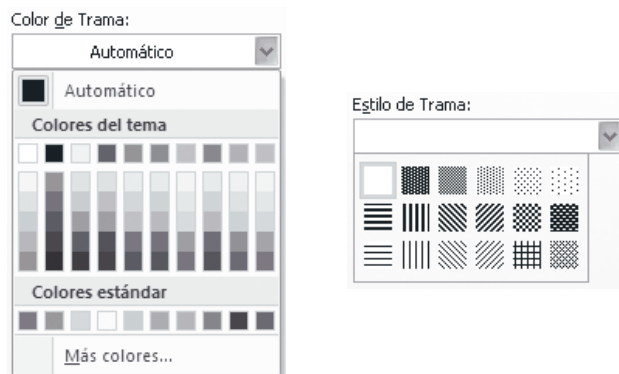 Color de Trama:
Automático
Automático
Colores del tema
Colores estándar
Más colores...
Estilo de Trama: